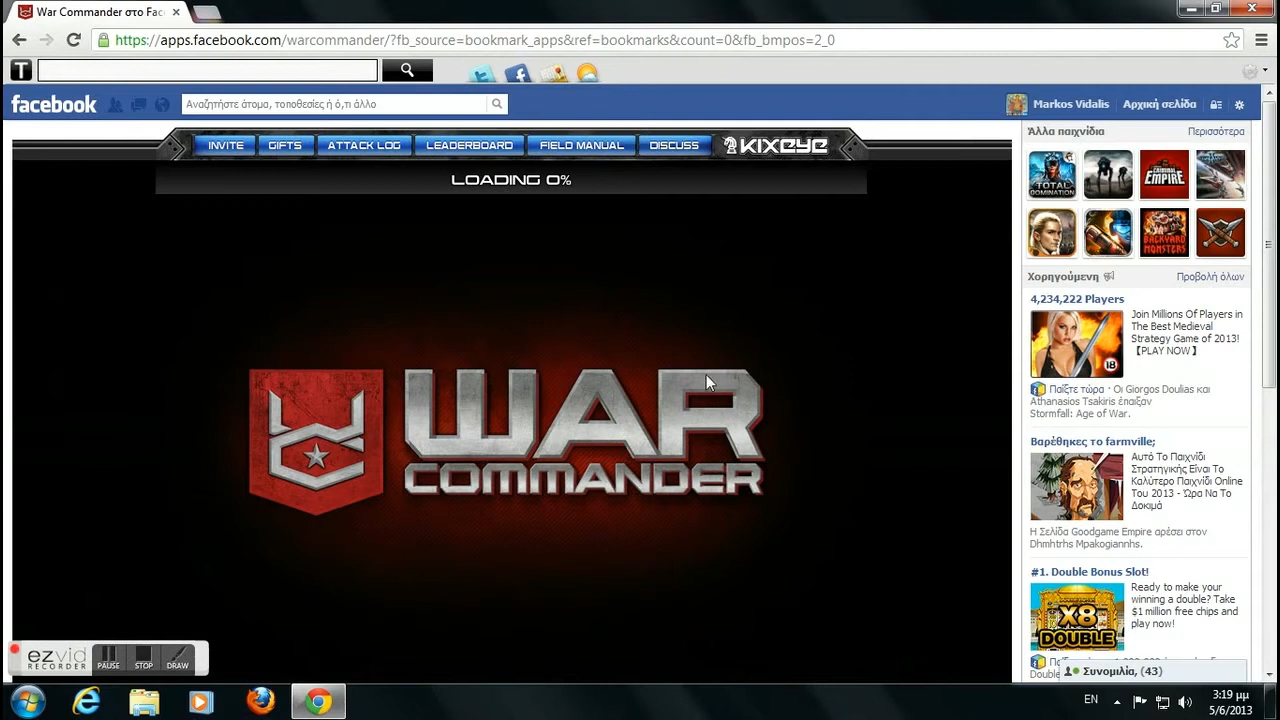 War Commander στο Fac
https://apps.facebook.com/warcommander/?fb_source=bookmark_apps&ref=bookmarks&count=0&fb_bmpos=2_0
T
facebook
Αναζητήστε άτομα, τοποθεσίες ή ό,τι άλλο
Markos Vidalis Αρχική σελίδα
INVITE GIFTS ATTACK LOG LEADERBOARD FIELD MANUAL DISCUSS KIXEYE
LOADING 0%
WAR
COMMANDER
Άλλα παιχνίδια Περισσότερα
TOTAL
DOMINATION
CRIMINAL
EMPIRE
BACKYARD
MONSTERS
Χορηγούμενη Προβολή όλων
4,234,222 Players
Join Millions Of Players in
The Best Medieval
Strategy Game of 2013!
【PLAY NOW】
18
Παίξτε τώρα · Οι Giorgos Doulias και
Athanasios Tsakiris έπαιξαν
Stormfall: Age of War.
Βαρέθηκες το farmville;
Αυτό Το Παιχνίδι
Στρατηγικής Είναι Το
Καλύτερο Παιχνίδι Online
Του 2013 - Ώρα Να Το
Δοκιμά
Η Σελίδα Goodgame Empire αρέσει στον
Dhmhtrhs Mpakogiannhs.
#1. Double Bonus Slot!
Ready to make your
winning a double? Take
$1 million free chips and
play now!
X8
DOUBLE
Double
Συνομιλία, (43)
ezvid
RECORDER
PAUSE STOP DRAW
EN
3:19 μμ
5/6/2013